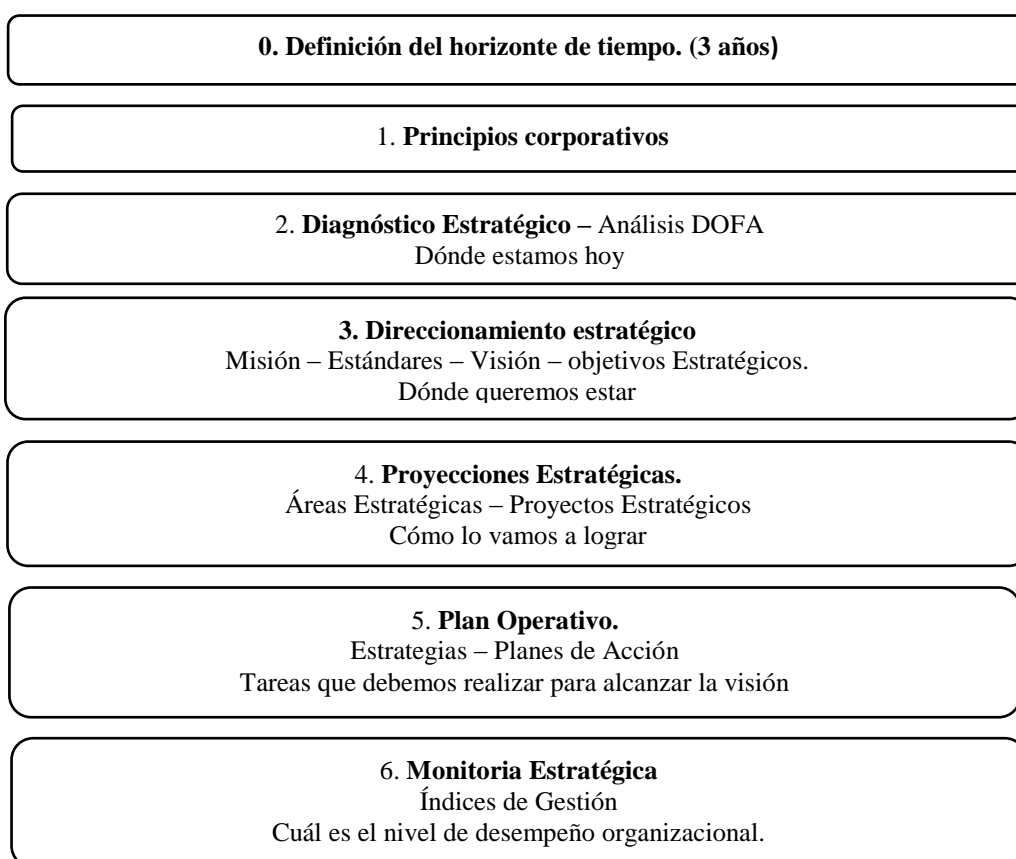 0. Definición del horizonte de tiempo. (3 años)
1. Principios corporativos
2. Diagnóstico Estratégico – Análisis DOFA
Dónde estamos hoy
3. Direccionamiento estratégico
Misión – Estándares – Visión – objetivos Estratégicos.
Dónde queremos estar
4. Proyecciones Estratégicas.
Áreas Estratégicas – Proyectos Estratégicos
Cómo lo vamos a lograr
5. Plan Operativo.
Estrategias – Planes de Acción
Tareas que debemos realizar para alcanzar la visión
6. Monitoria Estratégica
Índices de Gestión
Cuál es el nivel de desempeño organizacional.